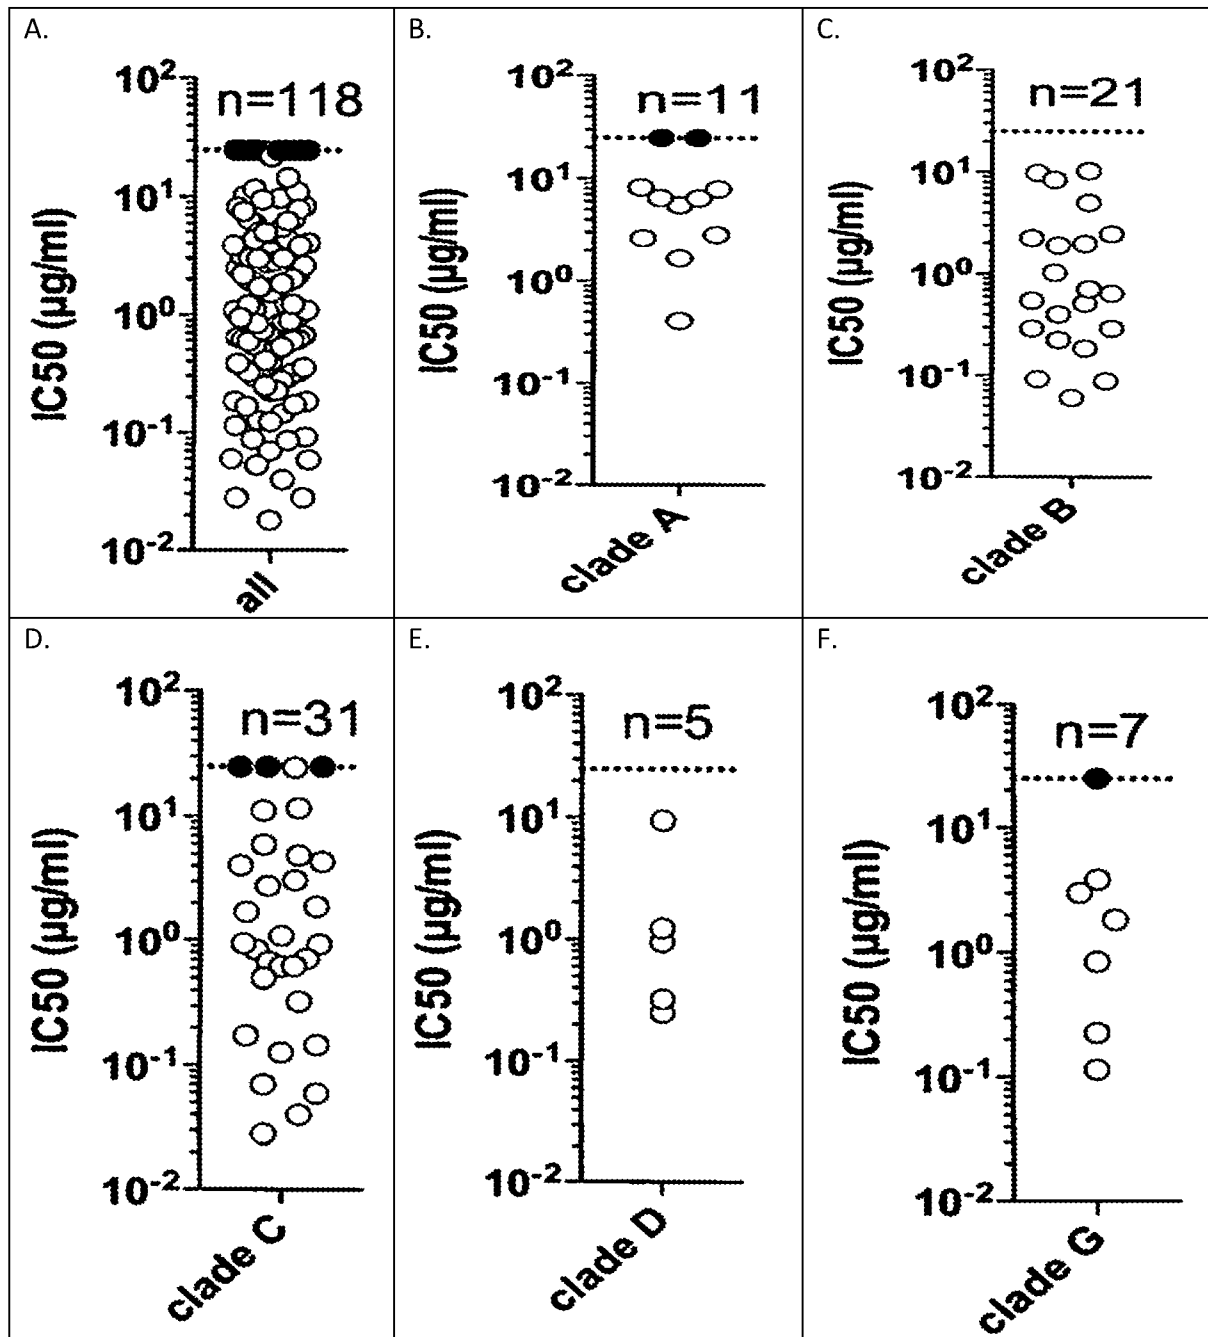 A.
n=118
10²
10¹
10⁰
10⁻¹
10⁻²
IC50 (µg/ml)
all
B.
n=11
10²
10¹
10⁰
10⁻¹
10⁻²
IC50 (µg/ml)
clade A
C.
n=21
10²
10¹
10⁰
10⁻¹
10⁻²
IC50 (µg/ml)
clade B
D.
n=31
10²
10¹
10⁰
10⁻¹
10⁻²
IC50 (µg/ml)
clade C
E.
n=5
10²
10¹
10⁰
10⁻¹
10⁻²
IC50 (µg/ml)
clade D
F.
n=7
10²
10¹
10⁰
10⁻¹
10⁻²
IC50 (µg/ml)
clade G